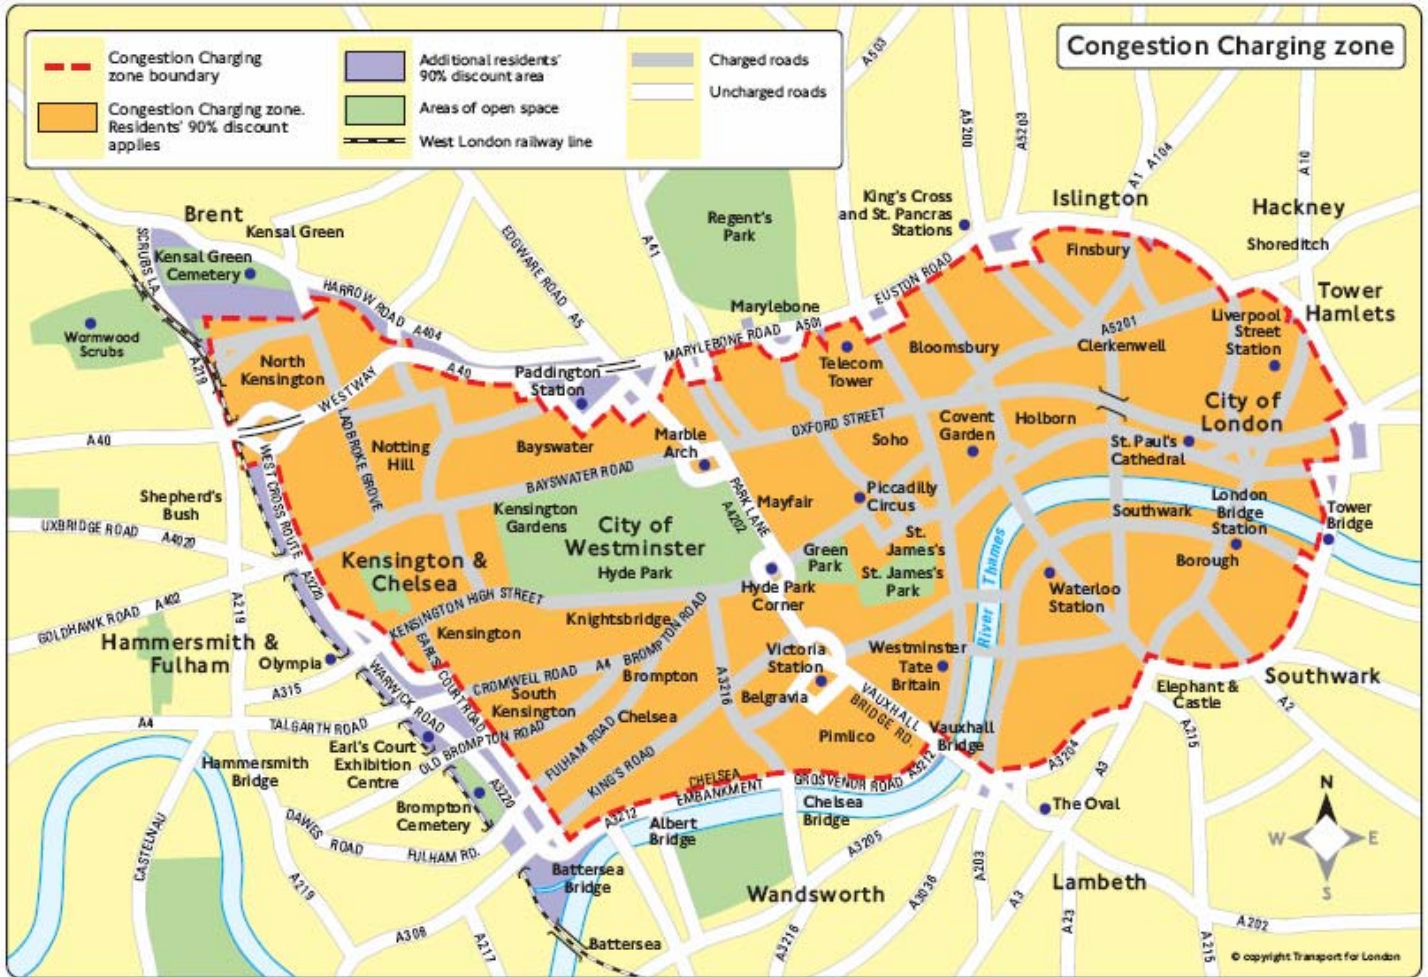 Congestion Charging zone
Congestion Charging
zone boundary
Congestion Charging zone.
Residents' 90% discount
applies
Additional residents'
90% discount area
Areas of open space
West London railway line
Charged roads
Uncharged roads
A503
A5200
A5203
A1
A104
A10
Brent
Kensal Green
SCRUBS LA.
Kensal Green
Cemetery
Wormwood
Scrubs
A219
HARROW ROAD
A404
EDGWARE ROAD
A5
A41
Regent's
Park
Marylebone
MARYLEBONE ROAD
A501
EUSTON ROAD
King's Cross
and St. Pancras
Stations
Islington
Finsbury
Hackney
Shoreditch
Tower
Hamlets
Liverpool
Street
Station
A5201
Clerkenwell
Bloomsbury
Telecom
Tower
North
Kensington
WESTWAY
A40
Paddington
Station
A40
LADBROKE GROVE
Notting
Hill
Bayswater
BAYSWATER ROAD
Marble
Arch
OXFORD STREET
Soho
Covent
Garden
Holborn
City of
London
St. Paul's
Cathedral
WEST CROSS ROUTE
Shepherd's
Bush
UXBRIDGE ROAD
A4020
A3220
Kensington
Gardens
City of
Westminster
Hyde Park
PARK LANE
A4202
Mayfair
Piccadilly
Circus
Green
Park
St.
James's
St. James's
Park
River Thames
Southwark
London
Bridge
Station
Tower
Bridge
Borough
Waterloo
Station
Kensington &
Chelsea
GOLDHAWK ROAD
A402
A219
Hammersmith &
Fulham
Olympia
KENSINGTON HIGH STREET
Kensington
Knightsbridge
Hyde Park
Corner
EARL'S COURT ROAD
CROMWELL ROAD
A4
BROMPTON ROAD
Brompton
South
Kensington
A3216
Victoria
Station
Belgravia
Westminster
Tate
Britain
VAUXHALL
BRIDGE RD.
Vauxhall
Bridge
Pimlico
Elephant &
Castle
Southwark
A2
A215
A315
WARWICK ROAD
A4
TALGARTH ROAD
Earl's Court
Exhibition
Centre
OLD BROMPTON ROAD
FULHAM ROAD
Chelsea
KING'S ROAD
CHELSEA
EMBANKMENT
GROSVENOR ROAD
A3212
A3212
A3204
A3
Hammersmith
Bridge
Brompton
Cemetery
A3220
Albert
Bridge
Chelsea
Bridge
The Oval
N
W
E
S
CASTELNAU
DAWES
ROAD
FULHAM RD.
A219
Battersea
Bridge
A3205
Wandsworth
A3036
A203
Lambeth
A3
A23
A202
A215
A308
A217
Battersea
A3216
© copyright Transport for London